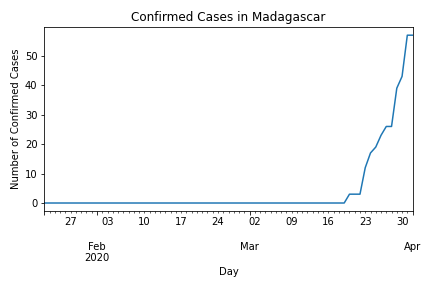 Confirmed Cases in Madagascar
Number of Confirmed Cases
50
40
30
20
10
0
27 03 10 17 24 02 09 16 23 30
Feb Mar Apr
2020
Day